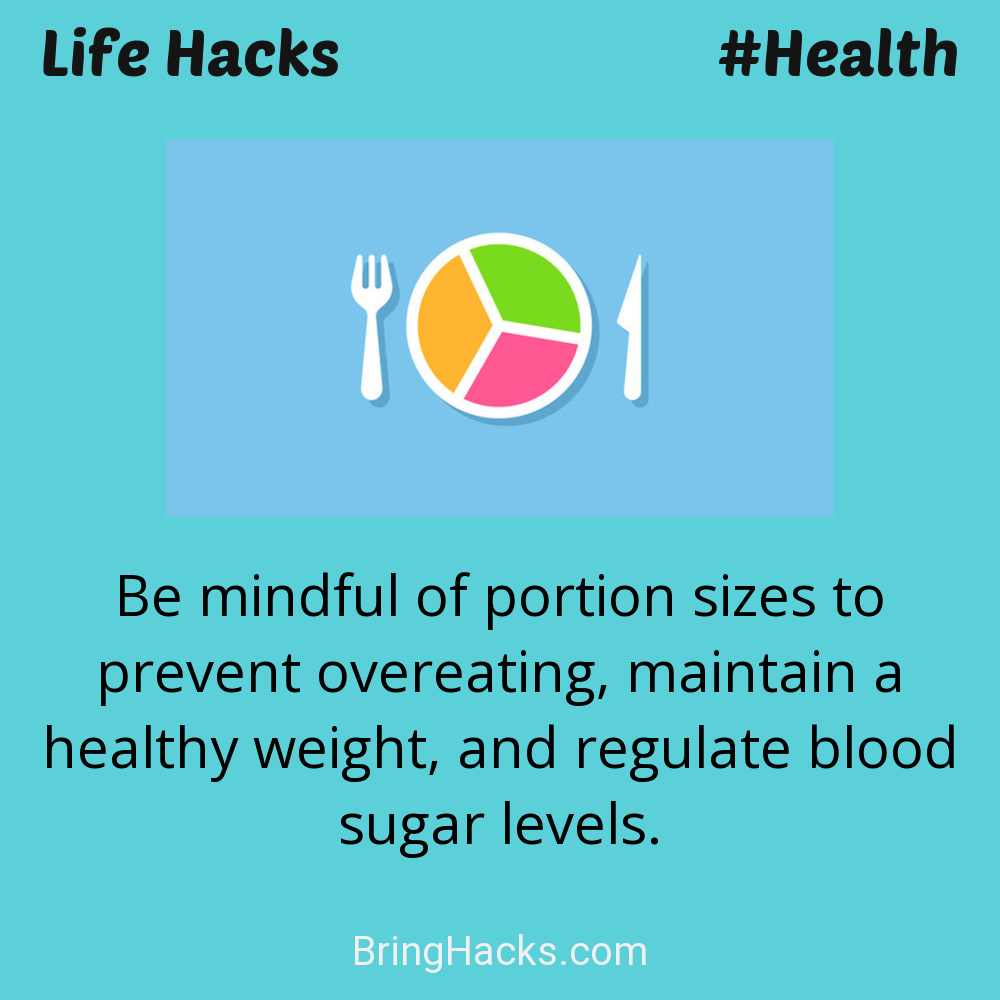 Life Hacks #Health
Be mindful of portion sizes to
prevent overeating, maintain a
healthy weight, and regulate blood
sugar levels.
BringHacks.com